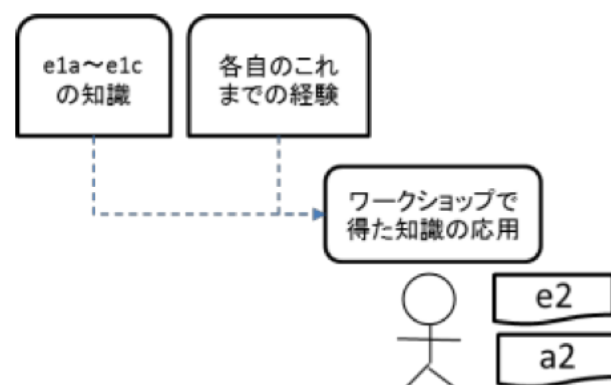 e1a～e1c
の知識
各自のこれ
までの経験
ワークショップで
得た知識の応用
e2
a2